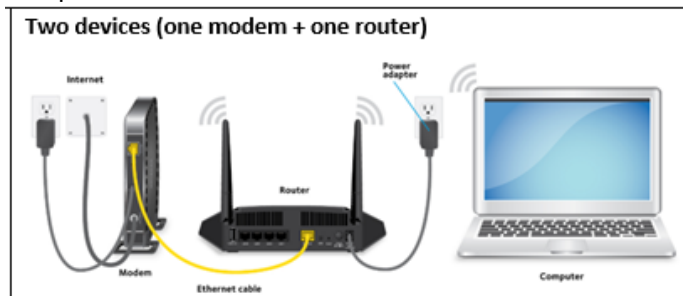 Two devices (one modem + one router)
Internet
Power
adapter
Router
Modem
Ethernet cable
Computer